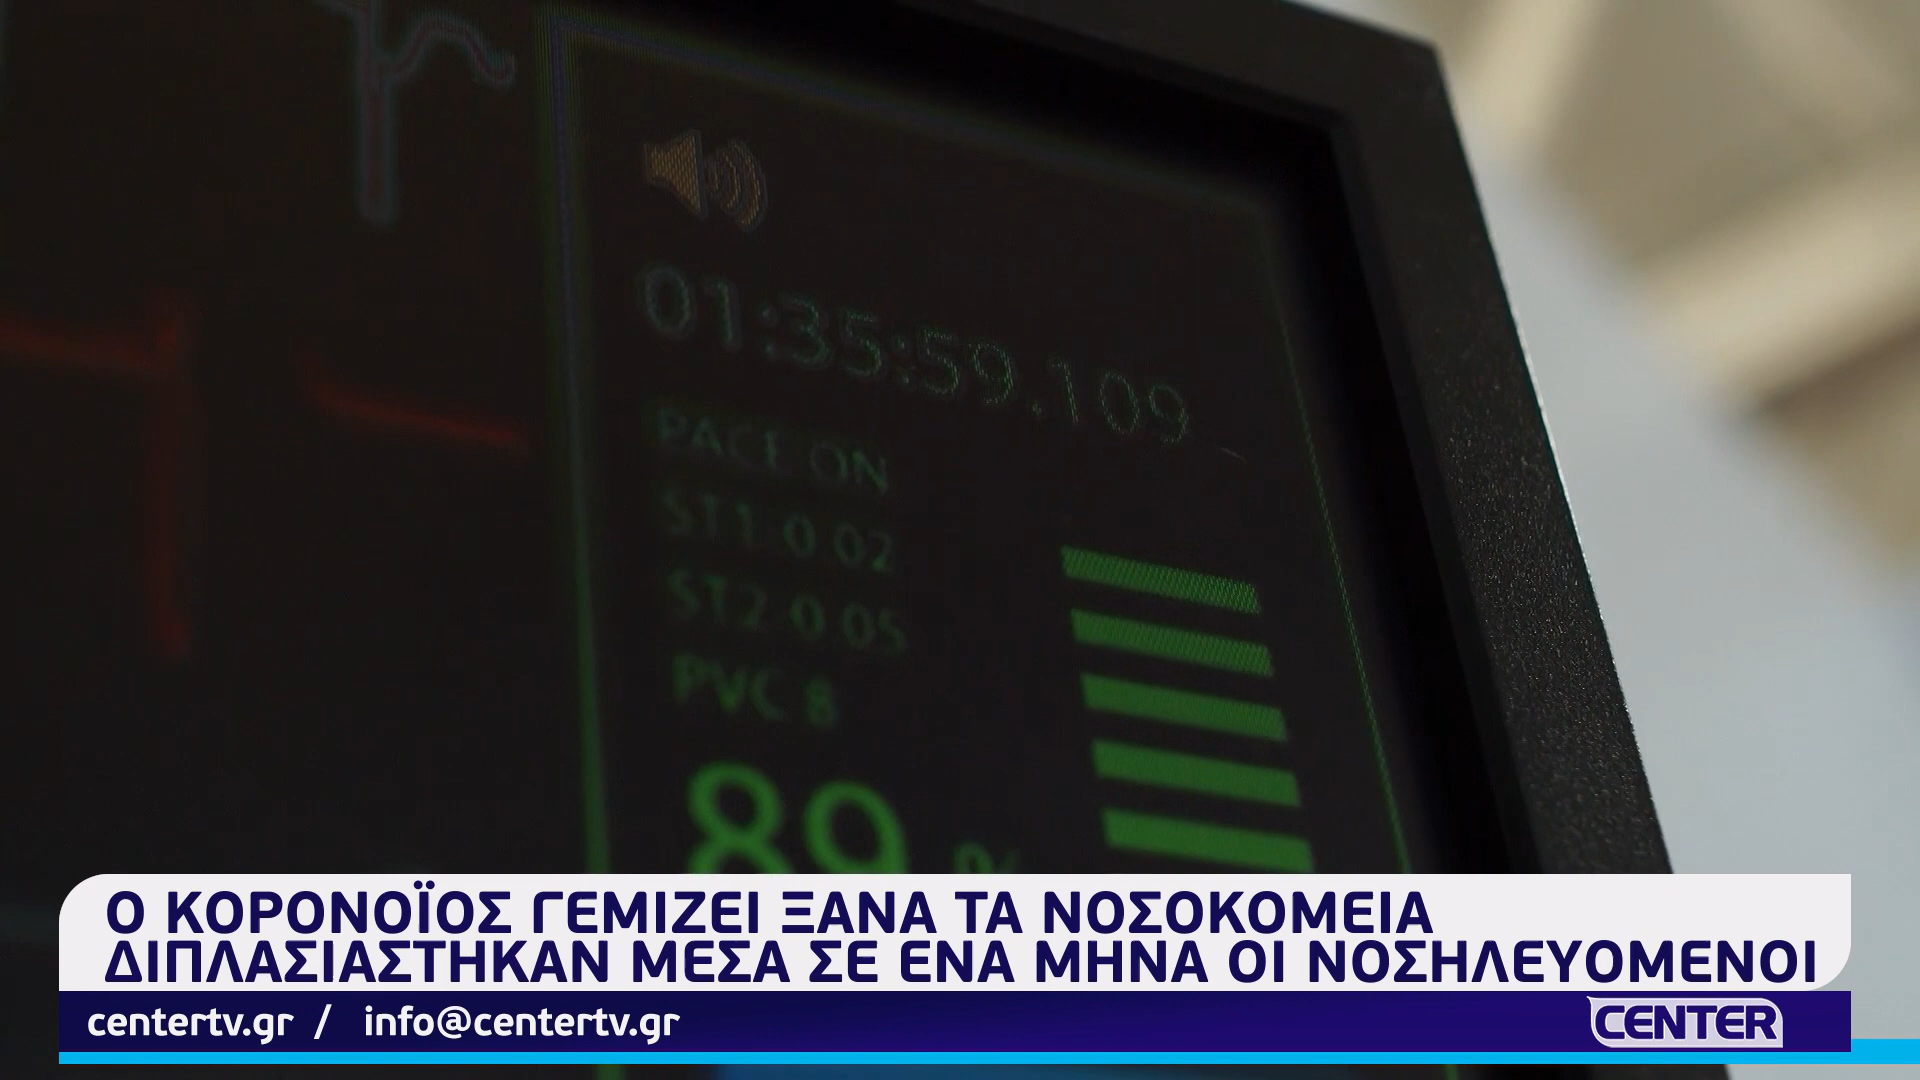 01:35:59.109
PACE ON
ST1 0 02
ST2 0 05
PVC 8
89 %
Ο ΚΟΡΟΝΟΪΟΣ ΓΕΜΙΖΕΙ ΞΑΝΑ ΤΑ ΝΟΣΟΚΟΜΕΙΑ
ΔΙΠΛΑΣΙΑΣΤΗΚΑΝ ΜΕΣΑ ΣΕ ΕΝΑ ΜΗΝΑ ΟΙ ΝΟΣΗΛΕΥΟΜΕΝΟΙ
centertv.gr / info@centertv.gr
CENTER